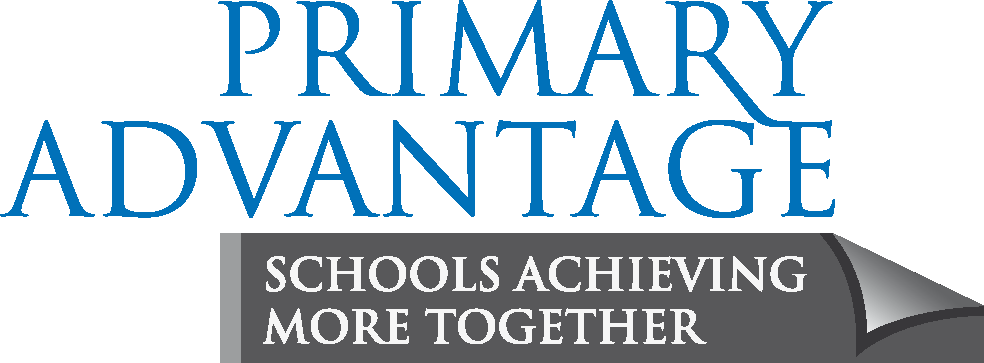 PRIMARY
ADVANTAGE
SCHOOLS ACHIEVING
MORE TOGETHER